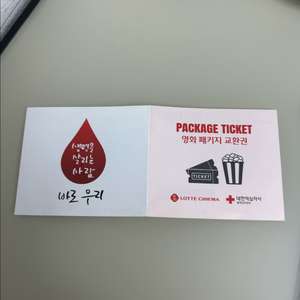 생명을
살리는
사람
바로 우리
PACKAGE TICKET
영화 패키지 교환권
TICKET
LOTTE CINEMA
대한적십자사